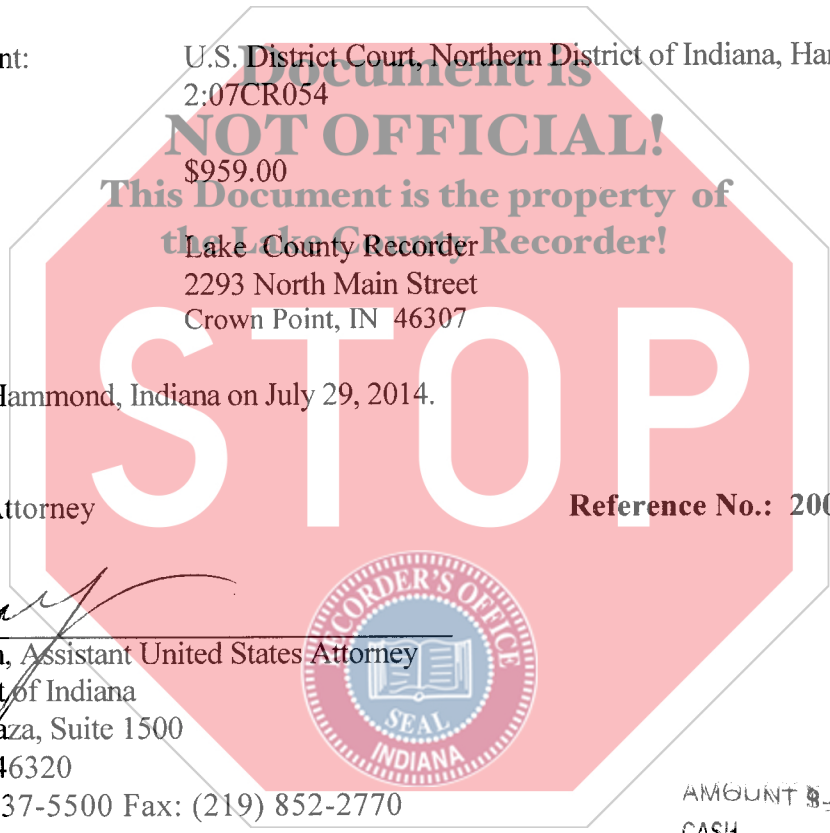 nt: U.S. District Court, Northern District of Indiana, Ham
Document is
2:07CR054
NOT OFFICIAL!
$959.00
This Document is the property of
the Lake County Recorder!
Lake County Recorder
2293 North Main Street
Crown Point, IN 46307
STOP
Hammond, Indiana on July 29, 2014.
Attorney
Reference No.: 200
RECORDER'S OFFICE
SEAL
INDIANA
, Assistant United States Attorney
of Indiana
aza, Suite 1500
46320
37-5500 Fax: (219) 852-2770
AMOUNT $
CASH